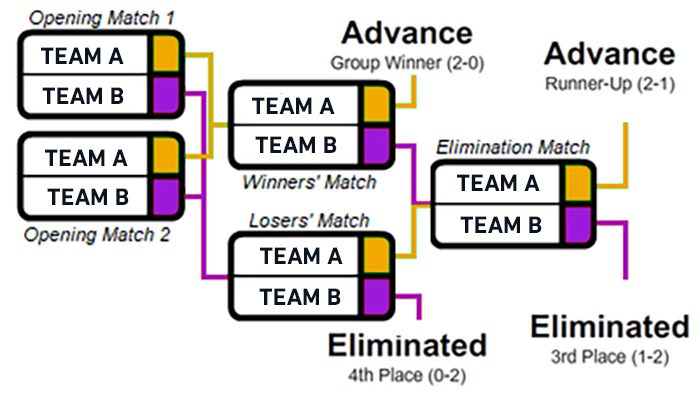 Opening Match 1
TEAM A
TEAM B
TEAM A
TEAM B
Opening Match 2
Advance
Group Winner (2-0)
TEAM A
TEAM B
Winners' Match
Losers' Match
TEAM A
TEAM B
Eliminated
4th Place (0-2)
Advance
Runner-Up (2-1)
Elimination Match
TEAM A
TEAM B
Eliminated
3rd Place (1-2)